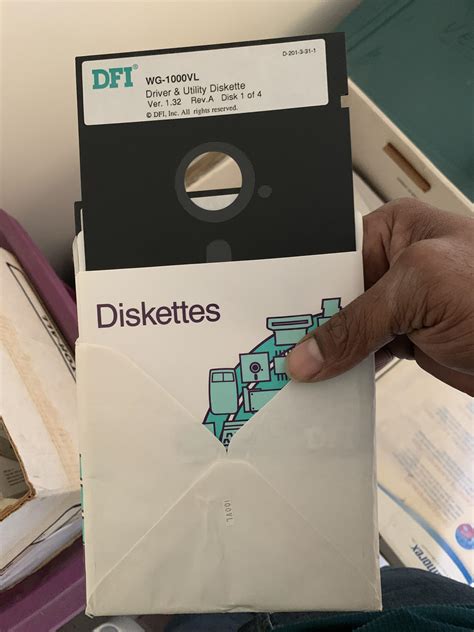 D-201-3-31-1
DFI® WG-1000VL
Driver & Utility Diskette
Ver. 1.32 Rev.A Disk 1 of 4
© DFI, Inc. All rights reserved.
Diskettes
DFI